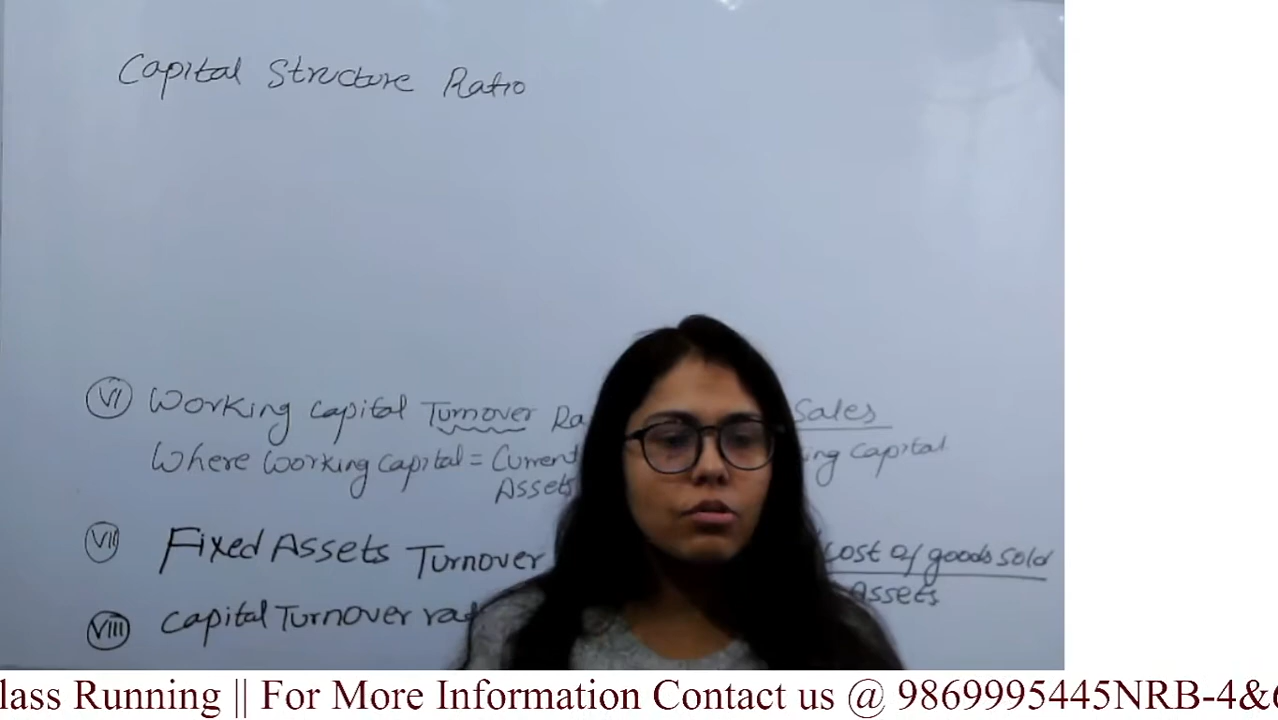 Capital Structure Ratio
VI Working Capital Turnover Ra Sales
Where Working Capital = Current ing Capital
Assets
VII Fixed Assets Turnover Cost of goods sold
Assets
VIII Capital Turnover rat
lass Running || For More Information Contact us @ 9869995445NRB-4&